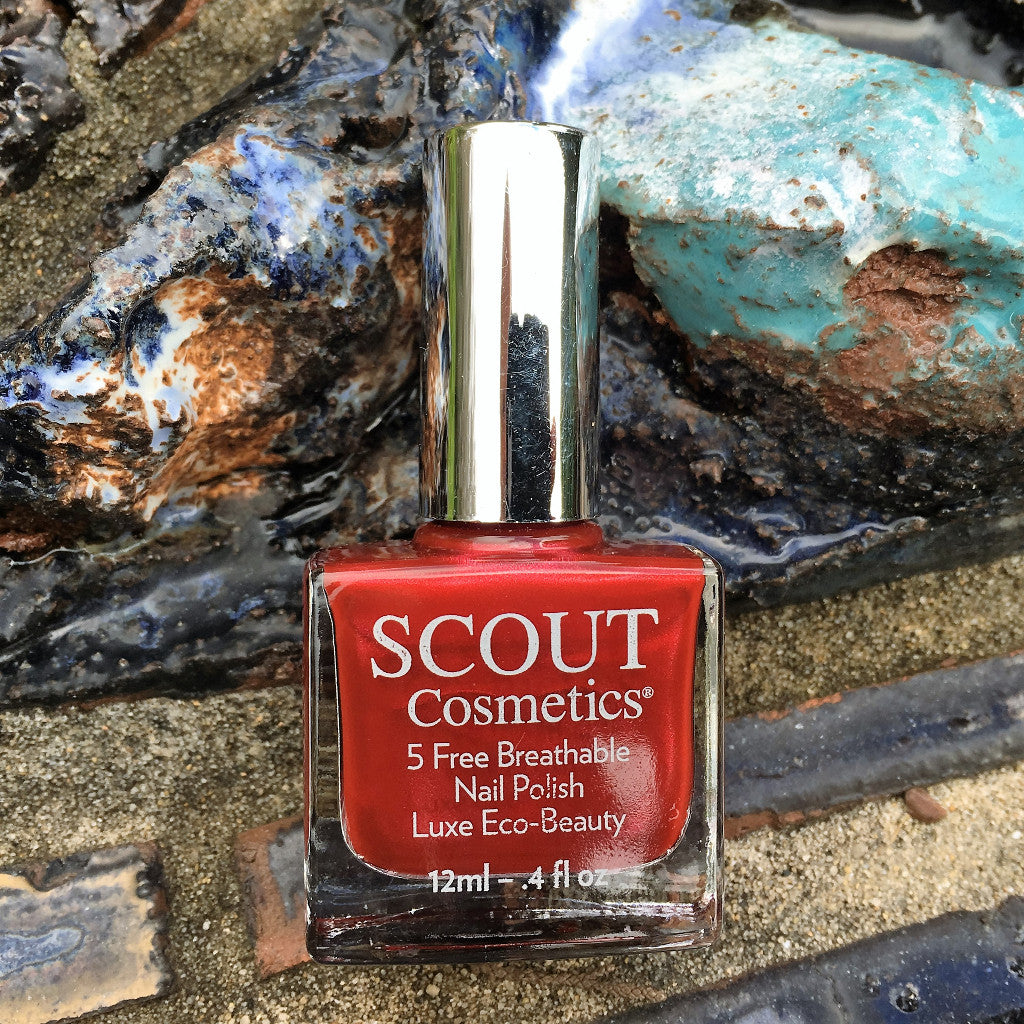 SCOUT
Cosmetics®
5 Free Breathable
Nail Polish
Luxe Eco-Beauty
12ml - .4 fl oz